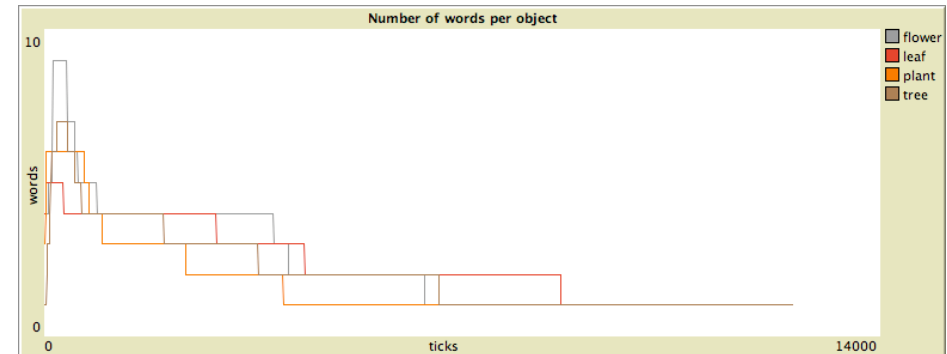 Number of words per object
10
words
0
0
ticks
14000
flower
leaf
plant
tree